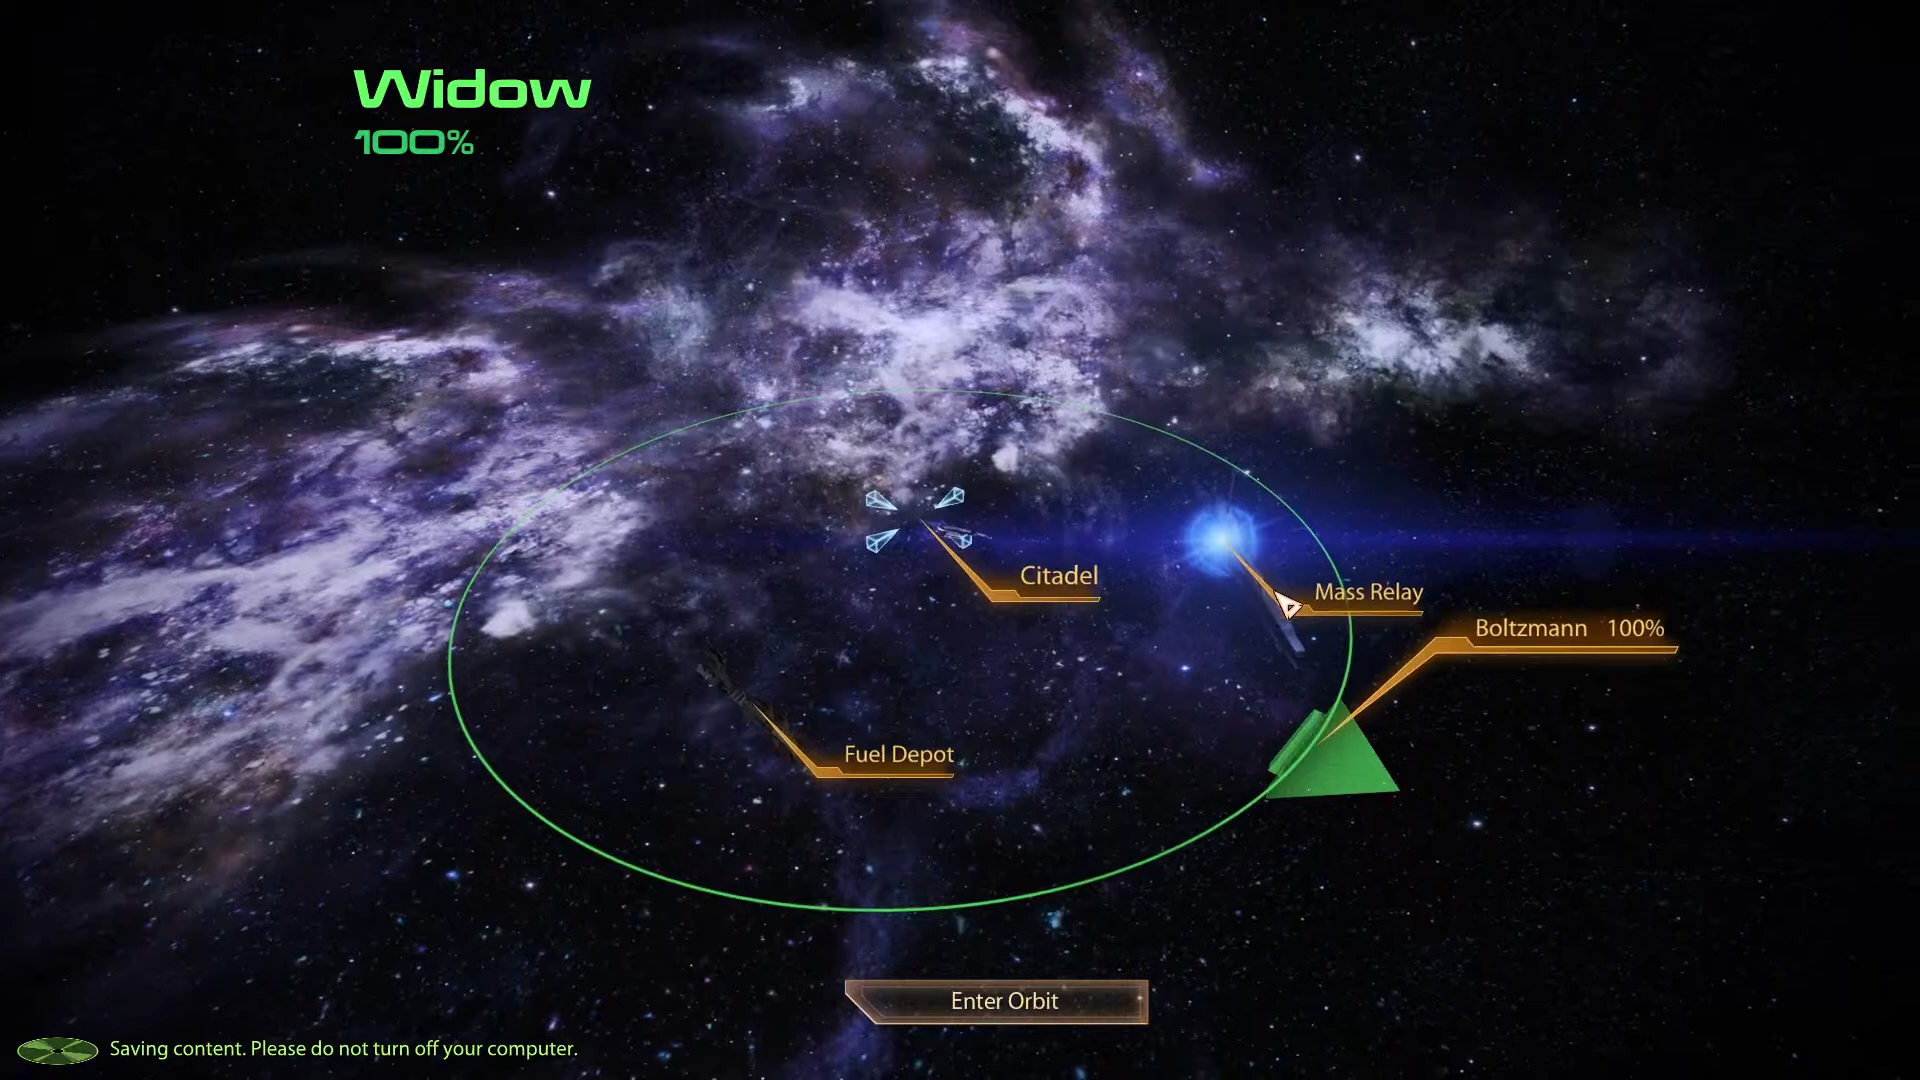 Widow
100%
Citadel
Mass Relay
Boltzmann 100%
Fuel Depot
Enter Orbit
Saving content. Please do not turn off your computer.